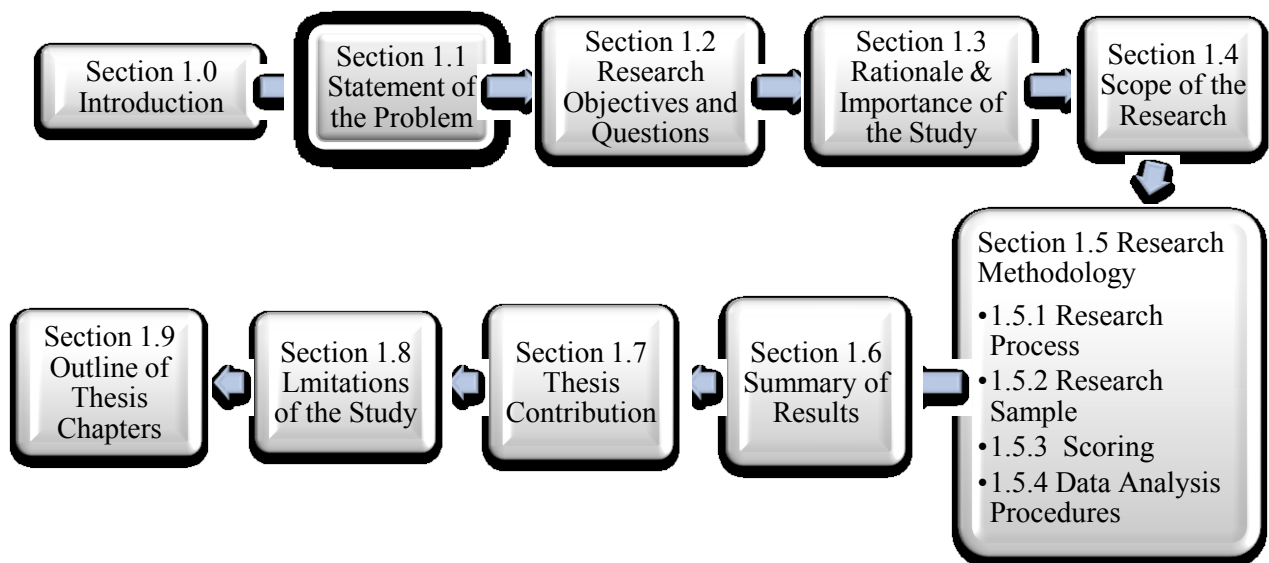 Section 1.0
Introduction
Section 1.1
Statement of
the Problem
Section 1.2
Research
Objectives and
Questions
Section 1.3
Rationale &
Importance of
the Study
Section 1.4
Scope of the
Research
Section 1.5 Research
Methodology
•1.5.1 Research
Process
•1.5.2 Research
Sample
•1.5.3 Scoring
•1.5.4 Data Analysis
Procedures
Section 1.6
Summary of
Results
Section 1.7
Thesis
Contribution
Section 1.8
Lmitations
of the Study
Section 1.9
Outline of
Thesis
Chapters